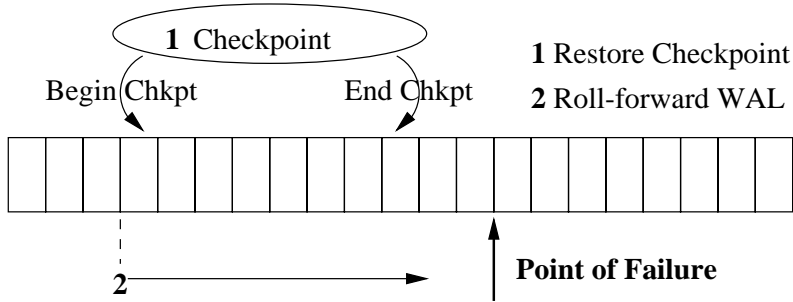 1 Checkpoint
1 Restore Checkpoint
Begin Chkpt
End Chkpt
2 Roll-forward WAL
2
Point of Failure